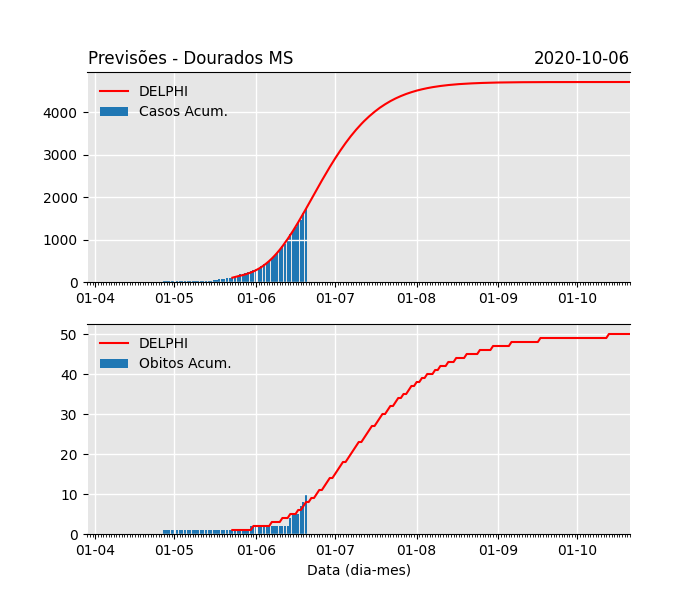 Previsões - Dourados MS 2020-10-06
DELPHI
Casos Acum.
4000
3000
2000
1000
0
01-04 01-05 01-06 01-07 01-08 01-09 01-10
DELPHI
Obitos Acum.
50
40
30
20
10
0
01-04 01-05 01-06 01-07 01-08 01-09 01-10
Data (dia-mes)